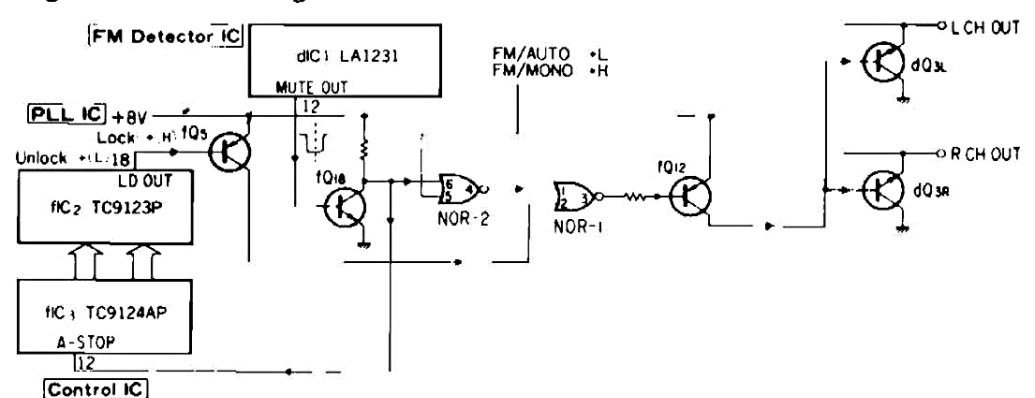 FM Detector IC
dIC1 LA1231
MUTE OUT
12
FM/AUTO •L
FM/MONO •H
L CH OUT
dQ3L
PLL IC +8V
Lock •(H) fQ5
Unlock •(L) 18
LD OUT
fIC2 TC9123P
fQ18
6
5
4
NOR-2
1
2
3
NOR-1
fQ12
R CH OUT
dQ3R
fIC3 TC9124AP
A-STOP
12
Control IC